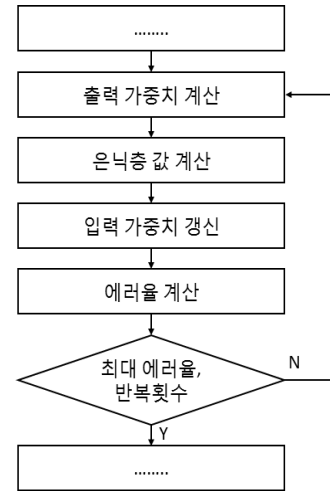 ........
출력 가중치 계산
은닉층 값 계산
입력 가중치 갱신
에러율 계산
최대 에러율,
반복횟수
N
Y
........